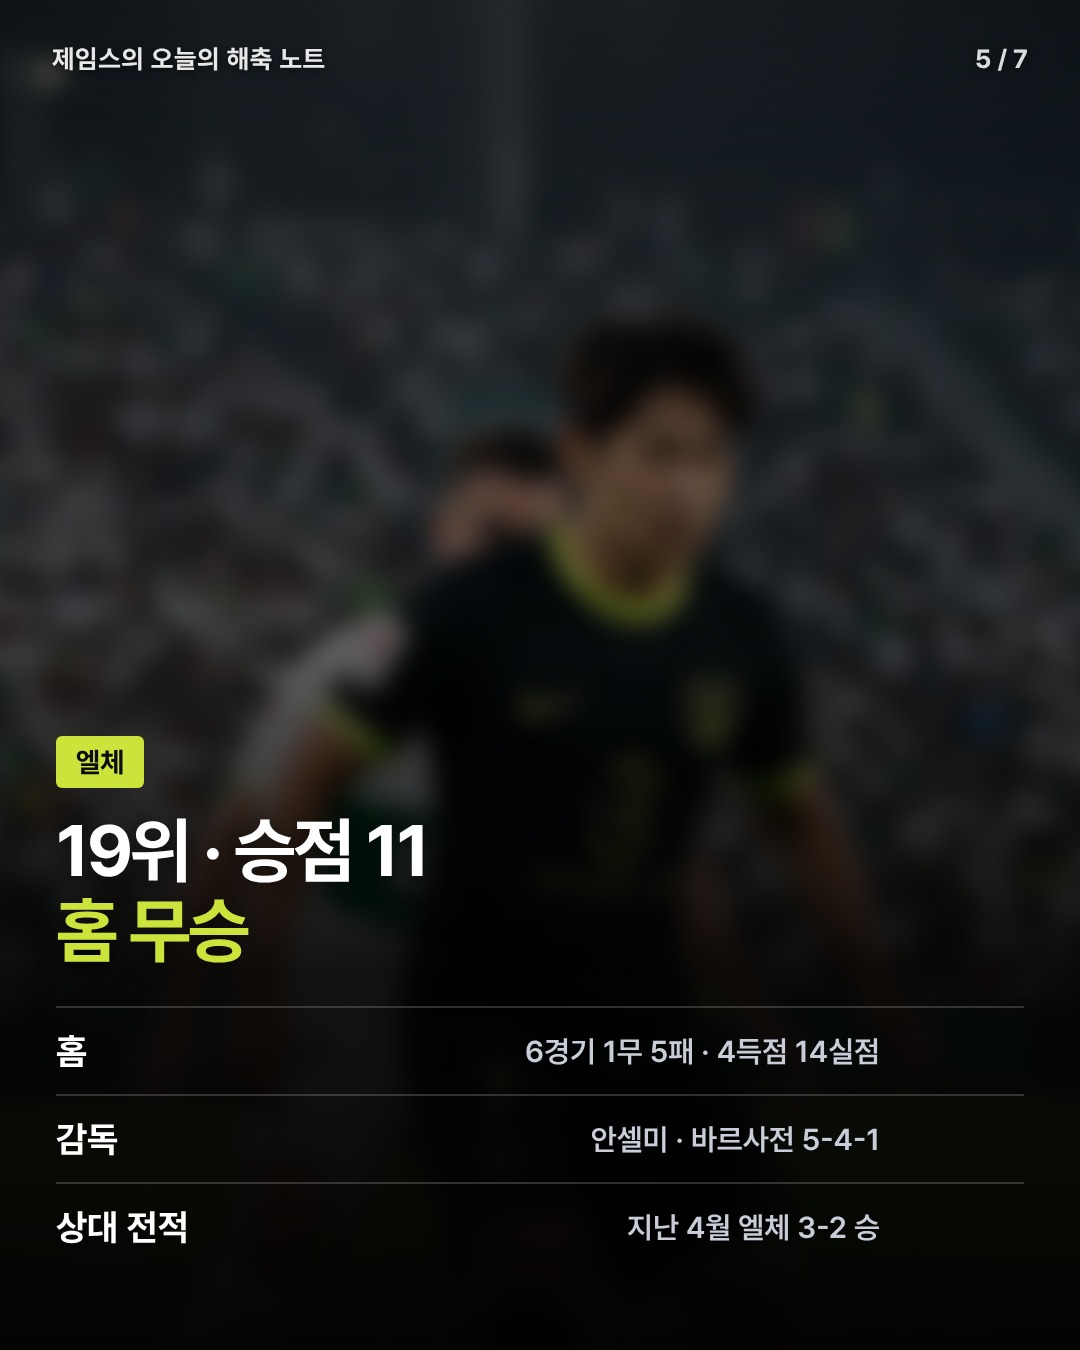 제임스의 오늘의 해축 노트
5 / 7
엘체
19위 · 승점 11
홈 무승
홈 6경기 1무 5패 · 4득점 14실점
감독 안셀미 · 바르사전 5-4-1
상대 전적 지난 4월 엘체 3-2 승